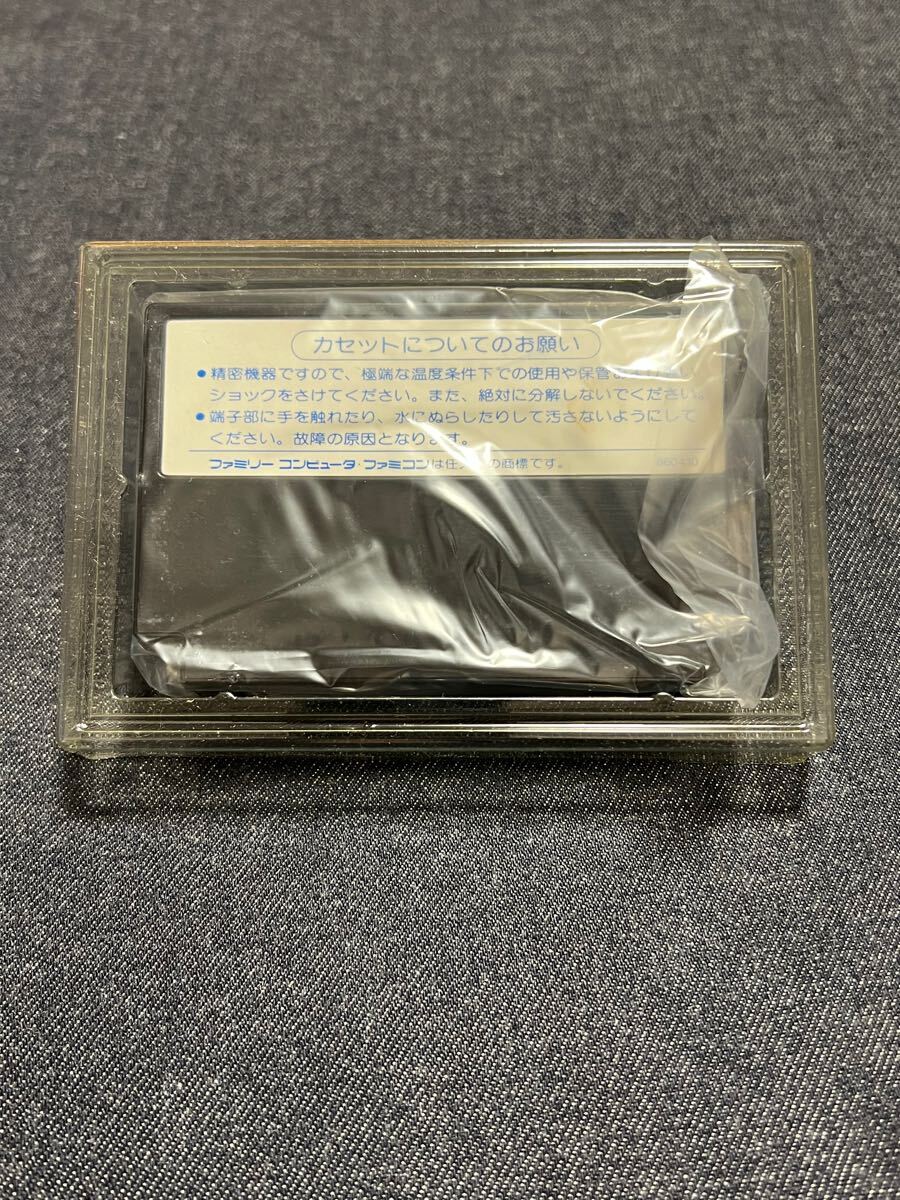 カセットについてのお願い
●精密機器ですので、極端な温度条件下での使用や保管
ショックをさけてください。また、絶対に分解しないでください。
●端子部に手を触れたり、水にぬらしたりして汚さないようにして
ください。故障の原因となります。
ファミリー コンピュータ・ファミコンは任 の商標です。